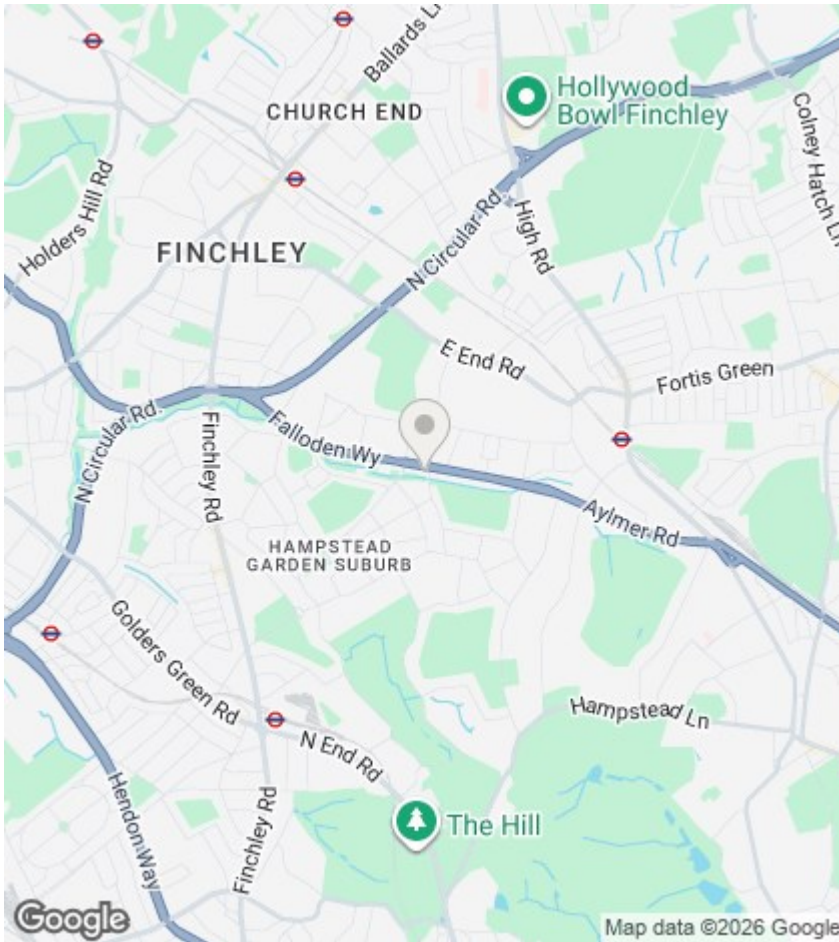 Ballards Ln
CHURCH END
Hollywood
Bowl Finchley
Colney Hatch Ln
Holders Hill Rd
FINCHLEY
N Circular Rd
High Rd
E End Rd
Fortis Green
N Circular Rd.
Finchley Rd
Falloden Wy
Aylmer Rd
HAMPSTEAD
GARDEN SUBURB
Golders Green Rd
N End Rd
Hampstead Ln
Hendon Way
Finchley Rd
The Hill
Google
Map data ©2026 Google